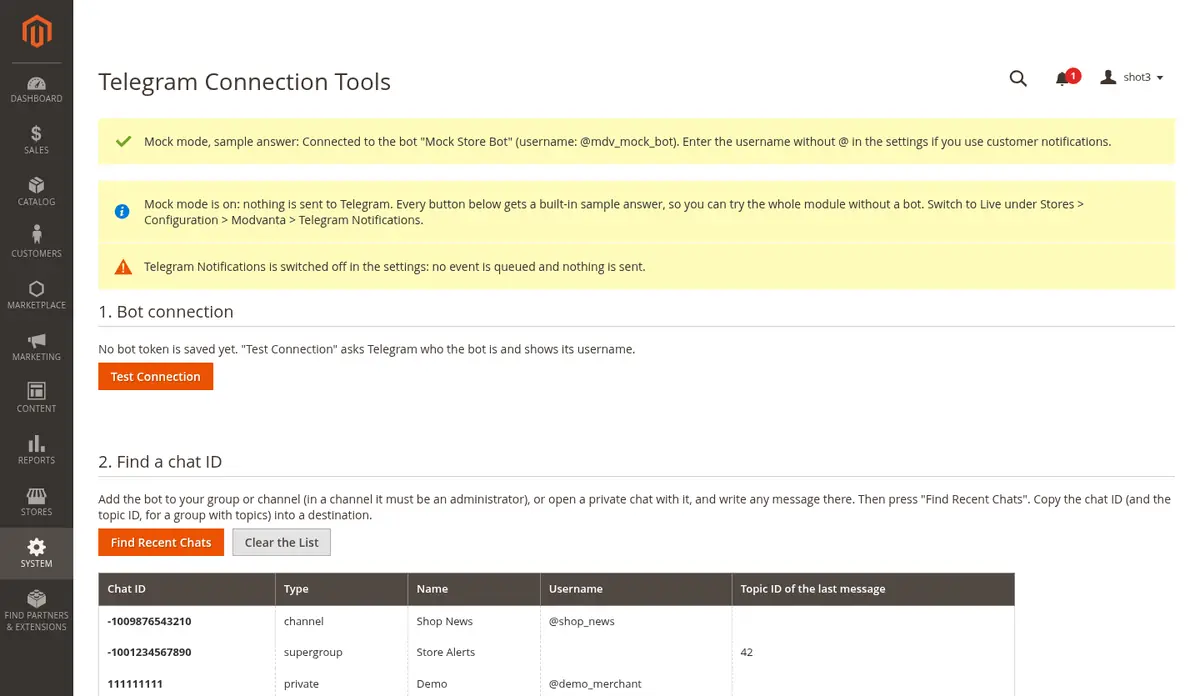 Telegram Connection Tools
1
shot3
DASHBOARD
SALES
CATALOG
CUSTOMERS
MARKETPLACE
MARKETING
CONTENT
REPORTS
STORES
SYSTEM
FIND PARTNERS
& EXTENSIONS
Mock mode, sample answer: Connected to the bot "Mock Store Bot" (username: @mdv_mock_bot). Enter the username without @ in the settings if you use customer notifications.
Mock mode is on: nothing is sent to Telegram. Every button below gets a built-in sample answer, so you can try the whole module without a bot. Switch to Live under Stores >
Configuration > Modvanta > Telegram Notifications.
Telegram Notifications is switched off in the settings: no event is queued and nothing is sent.
1. Bot connection
No bot token is saved yet. "Test Connection" asks Telegram who the bot is and shows its username.
Test Connection
2. Find a chat ID
Add the bot to your group or channel (in a channel it must be an administrator), or open a private chat with it, and write any message there. Then press "Find Recent Chats". Copy the chat ID (and the
topic ID, for a group with topics) into a destination.
Find Recent Chats Clear the List
Chat ID Type Name Username Topic ID of the last message
-1009876543210 channel Shop News @shop_news
-1001234567890 supergroup Store Alerts 42
111111111 private Demo @demo_merchant